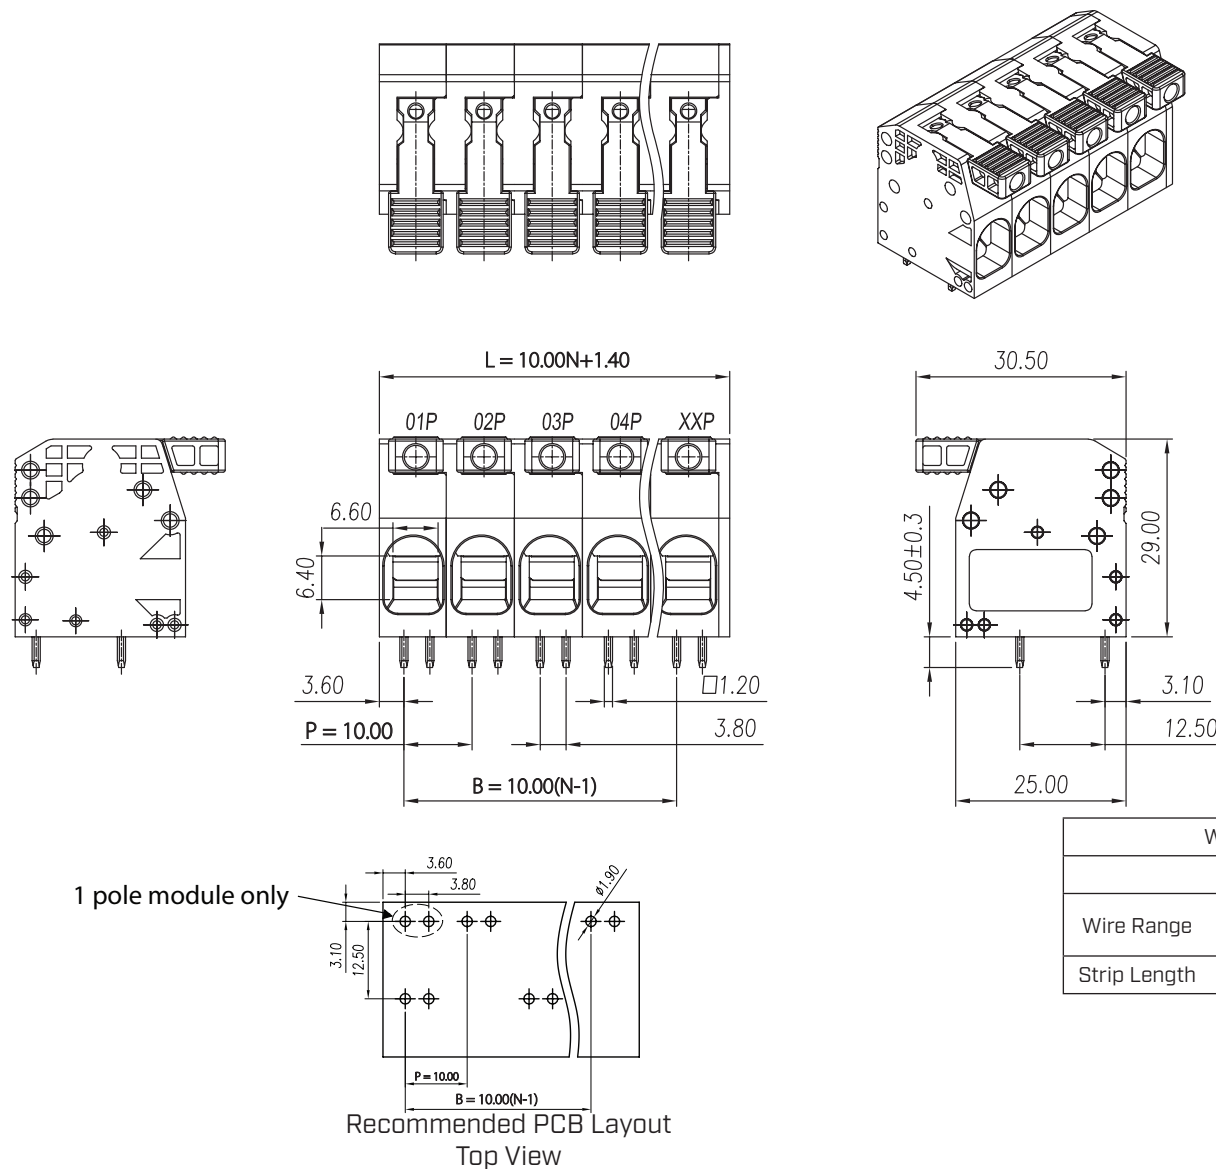 L = 10.00N+1.40
30.50
01P 02P 03P 04P XXP
6.60
6.40
4.50±0.3
29.00
3.60
□1.20
3.10
P = 10.00
3.80
12.50
B = 10.00(N-1)
25.00
W
Wire Range
Strip Length
1 pole module only
3.60
3.80
ø1.90
3.10
12.50
P = 10.00
B = 10.00(N-1)
Recommended PCB Layout
Top View